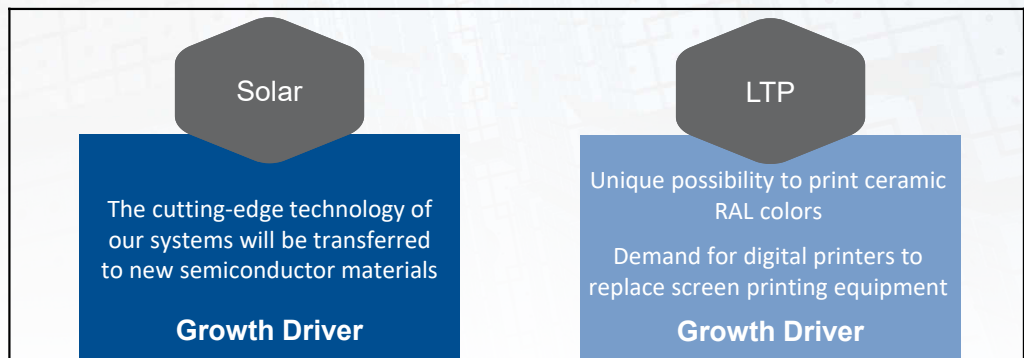 Solar
The cutting-edge technology of
our systems will be transferred
to new semiconductor materials
Growth Driver
LTP
Unique possibility to print ceramic
RAL colors
Demand for digital printers to
replace screen printing equipment
Growth Driver